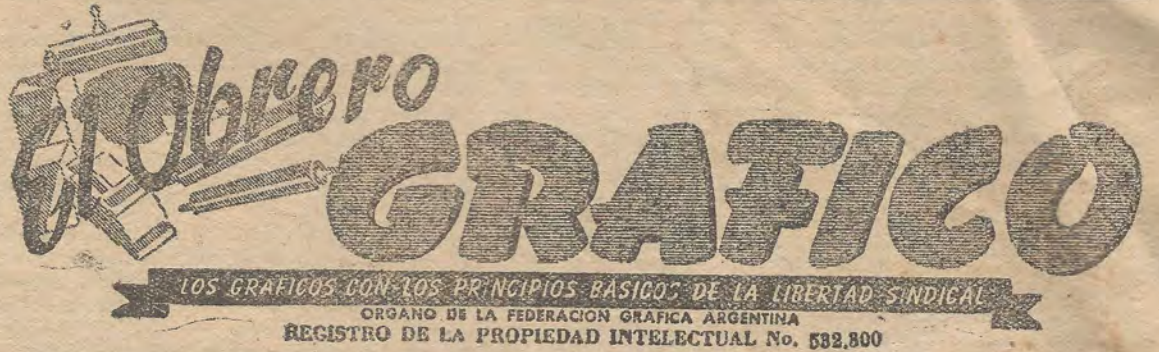 El Obrero
GRAFICO
LOS GRAFICOS CON LOS PRINCIPIOS BASICOS DE LA LIBERTAD SINDICAL
ORGANO DE LA FEDERACION GRAFICA ARGENTINA
REGISTRO DE LA PROPIEDAD INTELECTUAL No. 532,800